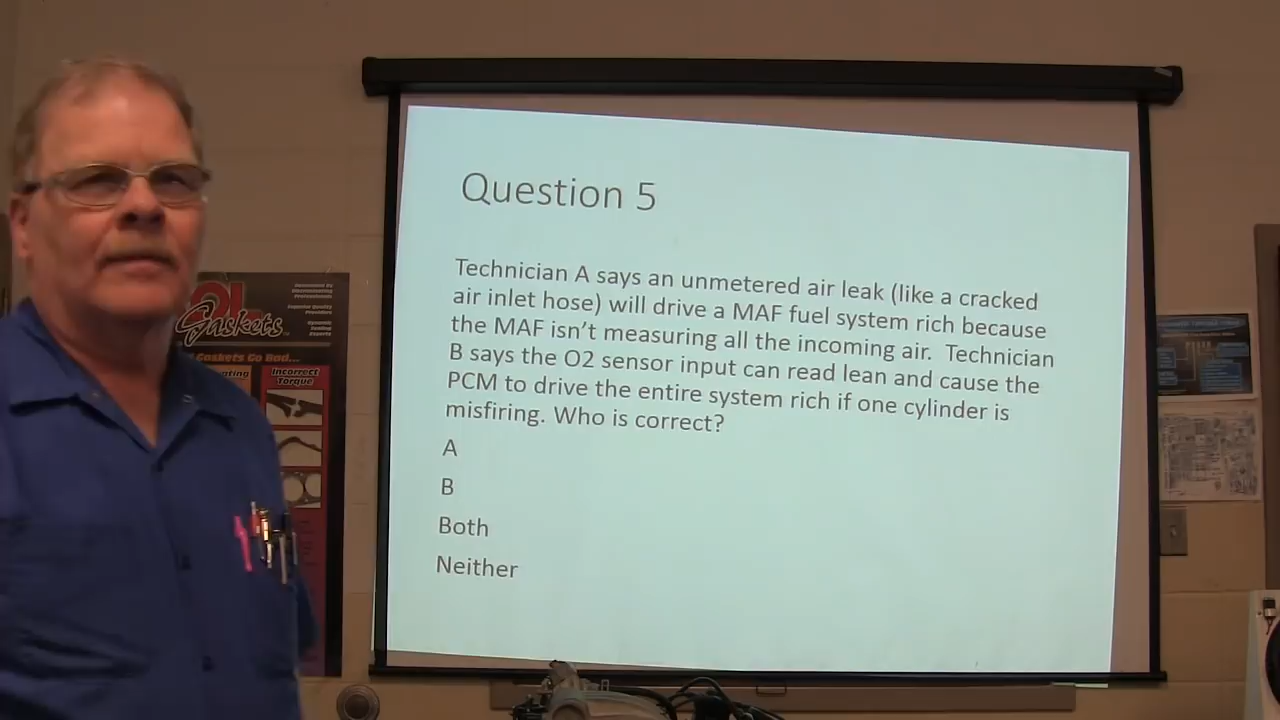 Question 5
Technician A says an unmetered air leak (like a cracked
air inlet hose) will drive a MAF fuel system rich because
the MAF isn't measuring all the incoming air. Technician
B says the O2 sensor input can read lean and cause the
PCM to drive the entire system rich if one cylinder is
misfiring. Who is correct?
A
B
Both
Neither
Gaskets
Gaskets Go Bad...
Incorrect
Torque